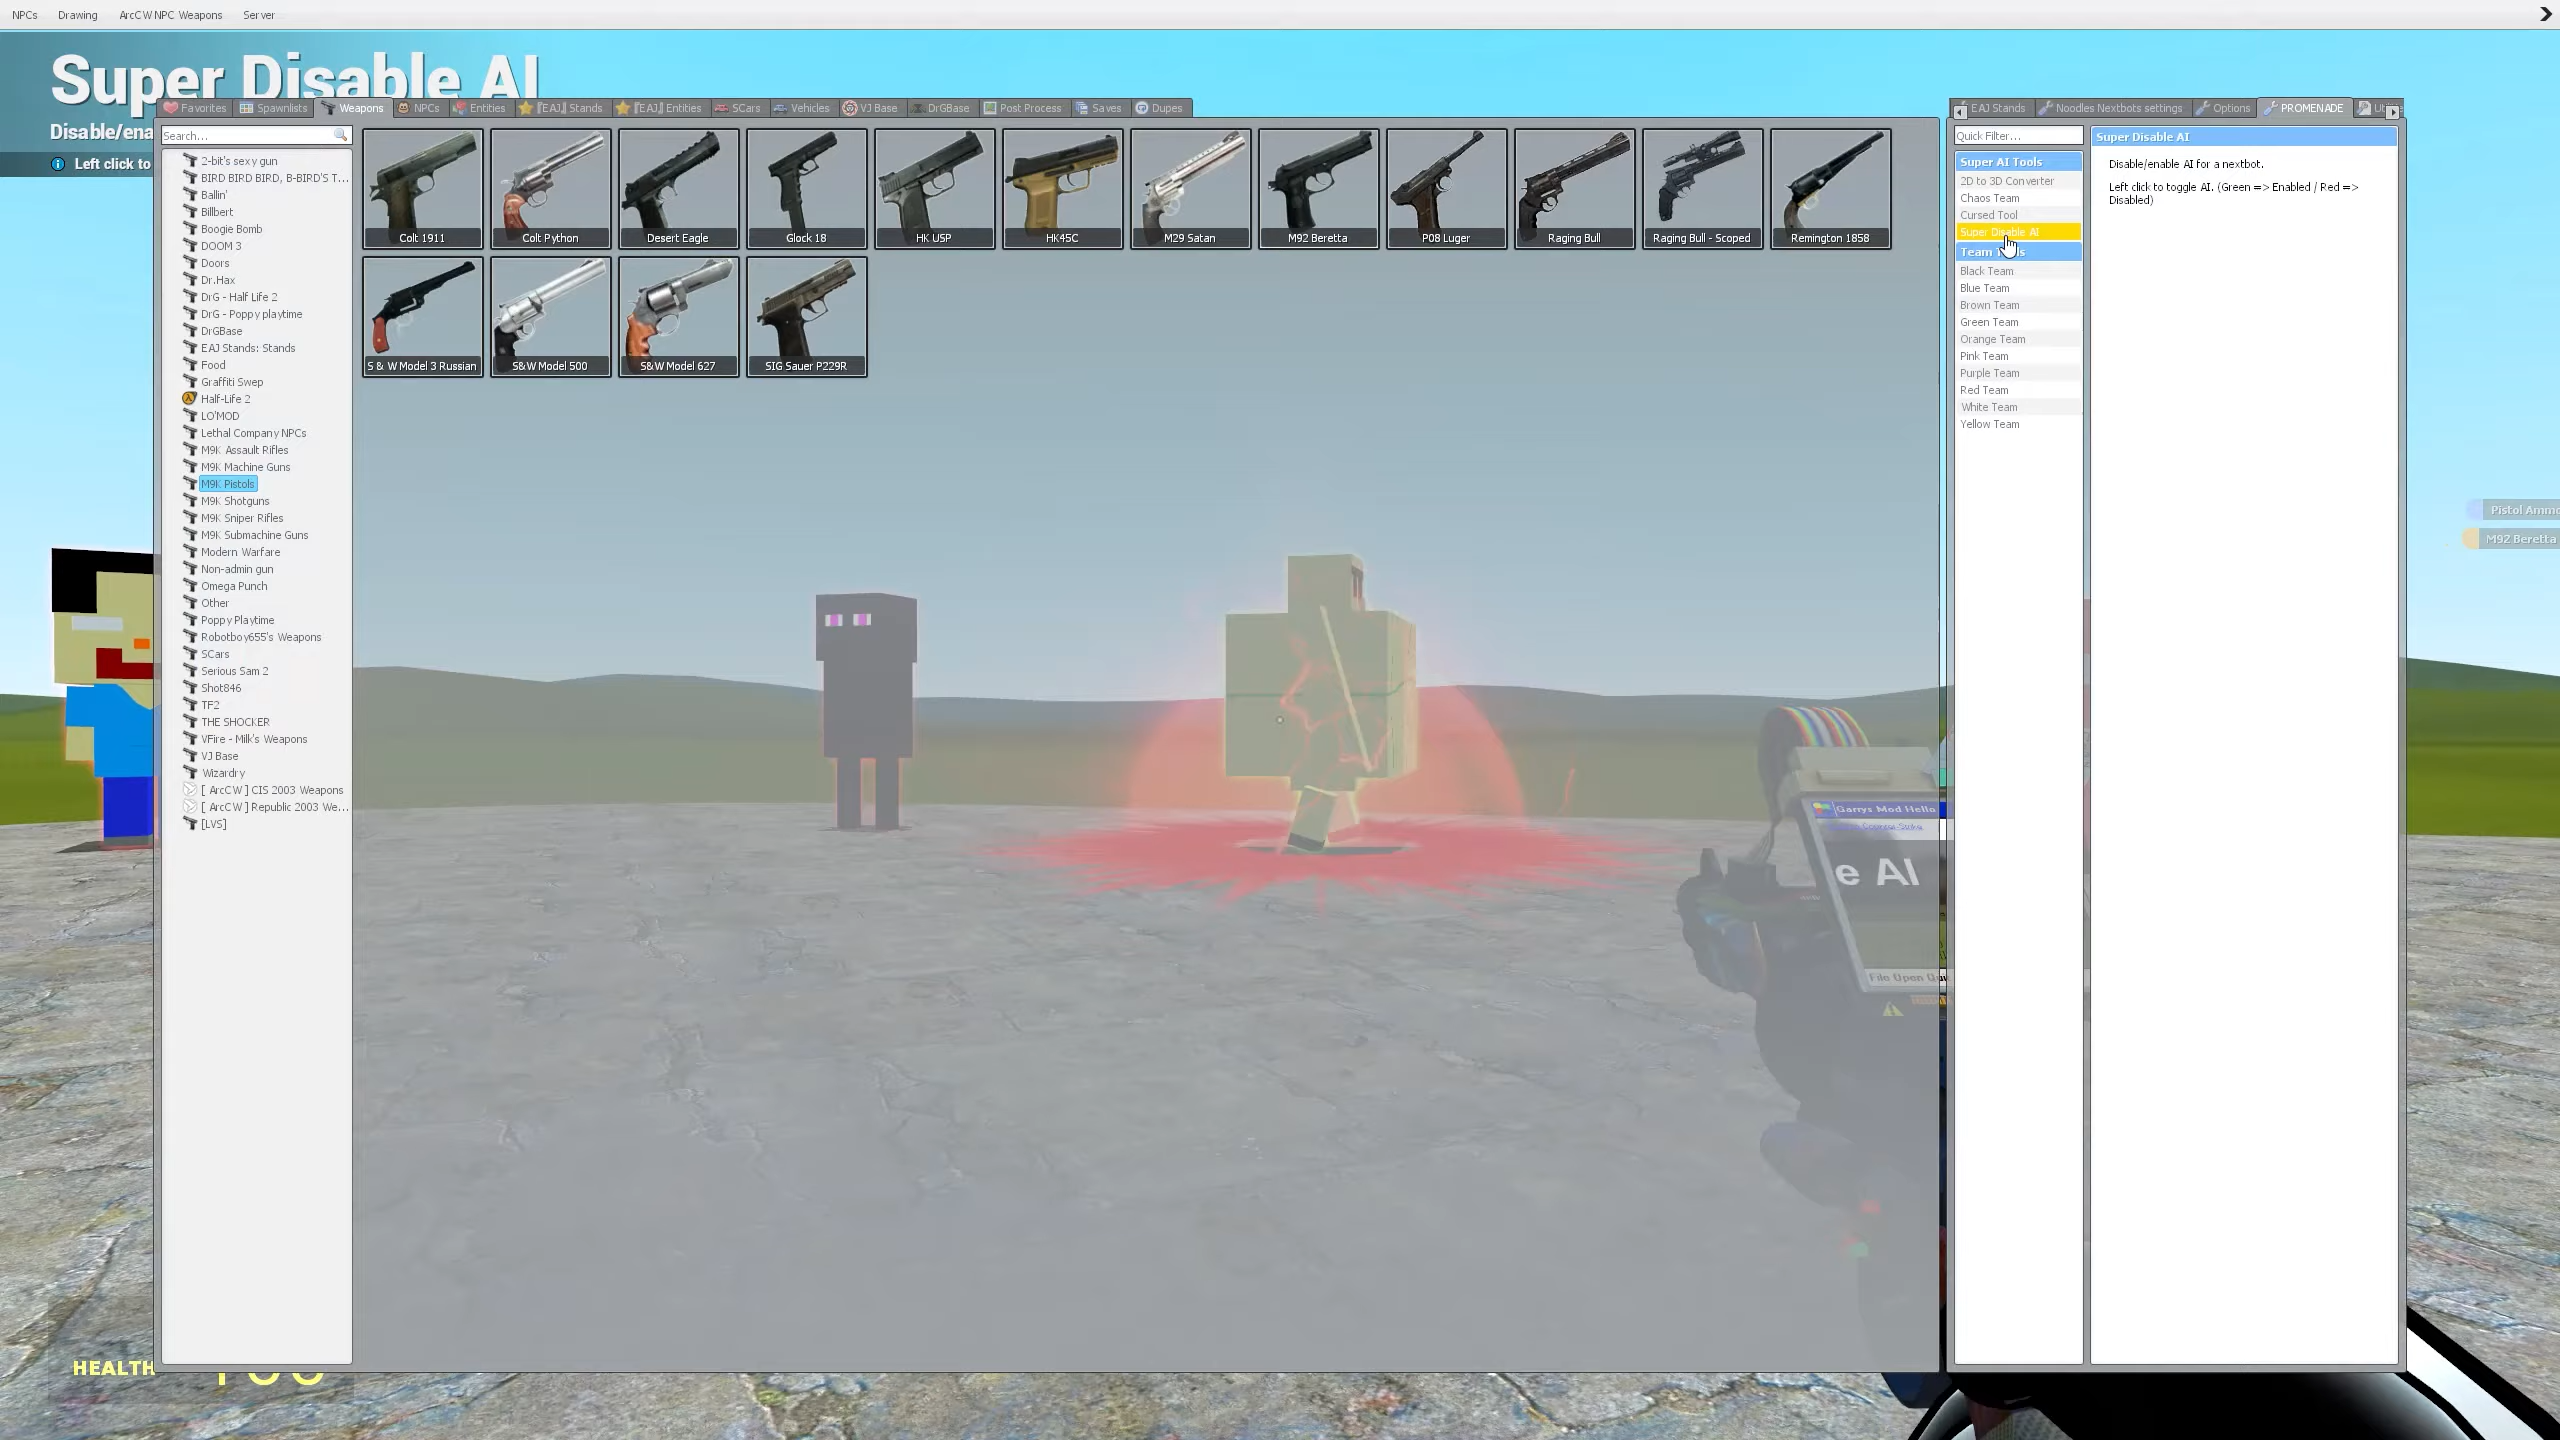 NPCs Drawing ArcCW NPC Weapons Server
Super Disable AI
Disable/ena
Left click to
Favorites Spawnlists Weapons NPCs Entities [EAJ] Stands [EAJ] Entities SCars Vehicles VJ Base DrGBase Post Process Saves Dupes
Search...
2-bit's sexy gun
BIRD BIRD BIRD, B-BIRD'S T...
Ballin'
Billbert
Boogie Bomb
DOOM 3
Doors
Dr.Hax
DrG - Half Life 2
DrG - Poppy playtime
DrGBase
EAJ Stands: Stands
Food
Graffiti Swep
Half-Life 2
LO'MOD
Lethal Company NPCs
M9K Assault Rifles
M9K Machine Guns
M9K Pistols
M9K Shotguns
M9K Sniper Rifles
M9K Submachine Guns
Modern Warfare
Non-admin gun
Omega Punch
Other
Poppy Playtime
Robotboy655's Weapons
SCars
Serious Sam 2
Shot846
TF2
THE SHOCKER
VFire - Milk's Weapons
VJ Base
Wizardry
[ ArcCW ] CIS 2003 Weapons
[ ArcCW ] Republic 2003 We...
[LVS]
Colt 1911 Colt Python Desert Eagle Glock 18 HK USP HK45C M29 Satan M92 Beretta P08 Luger Raging Bull Raging Bull - Scoped Remington 1858
S & W Model 3 Russian S&W Model 500 S&W Model 627 SIG Sauer P229R
EAJ Stands Noodles Nextbots settings Options PROMENADE
Quick Filter...
Super AI Tools
2D to 3D Converter
Chaos Team
Cursed Tool
Super Disable AI
Team
Black Team
Blue Team
Brown Team
Green Team
Orange Team
Pink Team
Purple Team
Red Team
White Team
Yellow Team
Super Disable AI
Disable/enable AI for a nextbot.
Left click to toggle AI. (Green => Enabled / Red =>
Disabled)
Pistol Ammo
M92 Beretta
Garrys Mod Hello
e AI
File Open
HEALTH